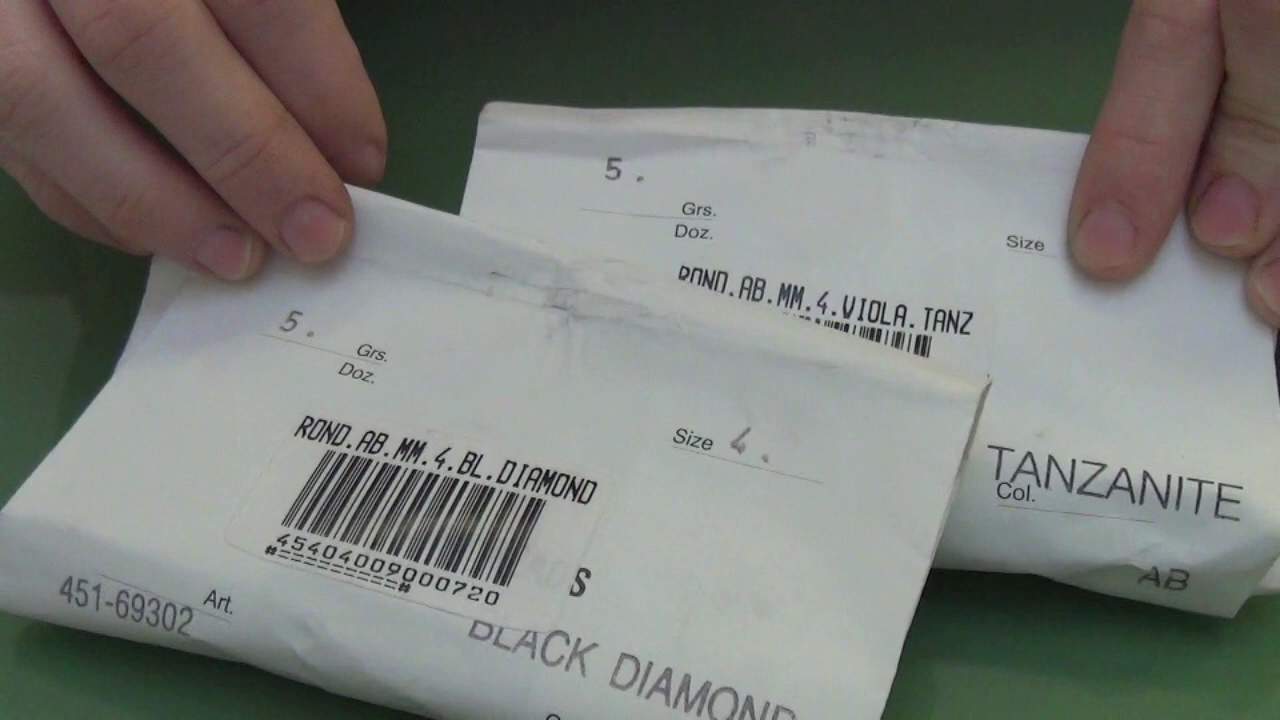 5.
Grs.
Doz.
Size
ROND.AB.MM.4.VIOLA.TANZ
TANZANITE
Col.
AB
5.
Grs.
Doz.
Size 4.
ROND.AB.MM.4.BL.DIAMOND
45404009000720
S
Art.
451-69302
BLACK DIAMOND